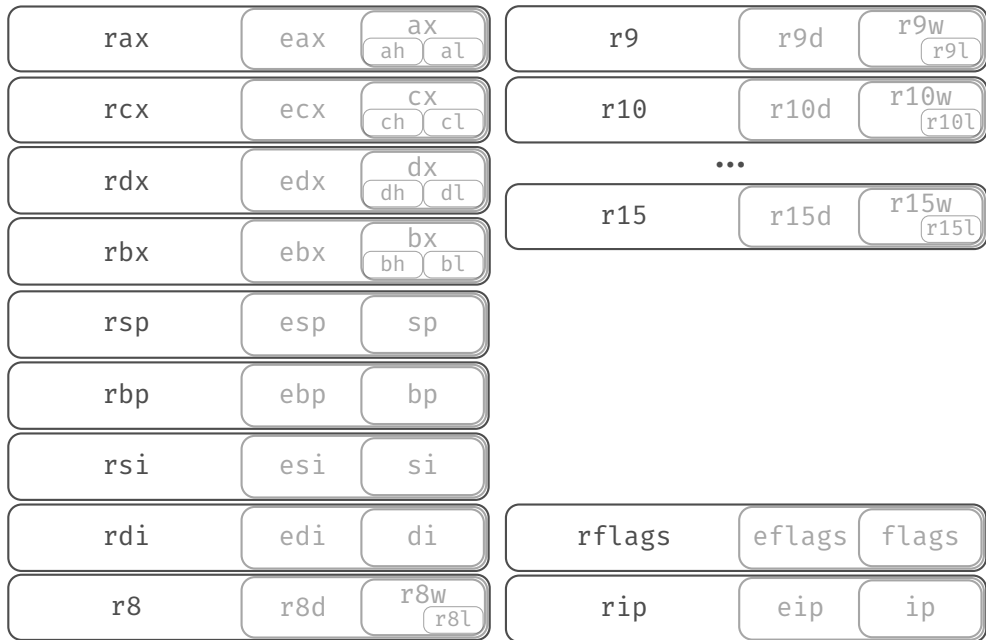 rax eax ax
ah al
rcx ecx cx
ch cl
rdx edx dx
dh dl
rbx ebx bx
bh bl
rsp esp sp
rbp ebp bp
rsi esi si
rdi edi di
r8 r8d r8w
r8l
r9 r9d r9w
r9l
r10 r10d r10w
r10l
...
r15 r15d r15w
r15l
rflags eflags flags
rip eip ip